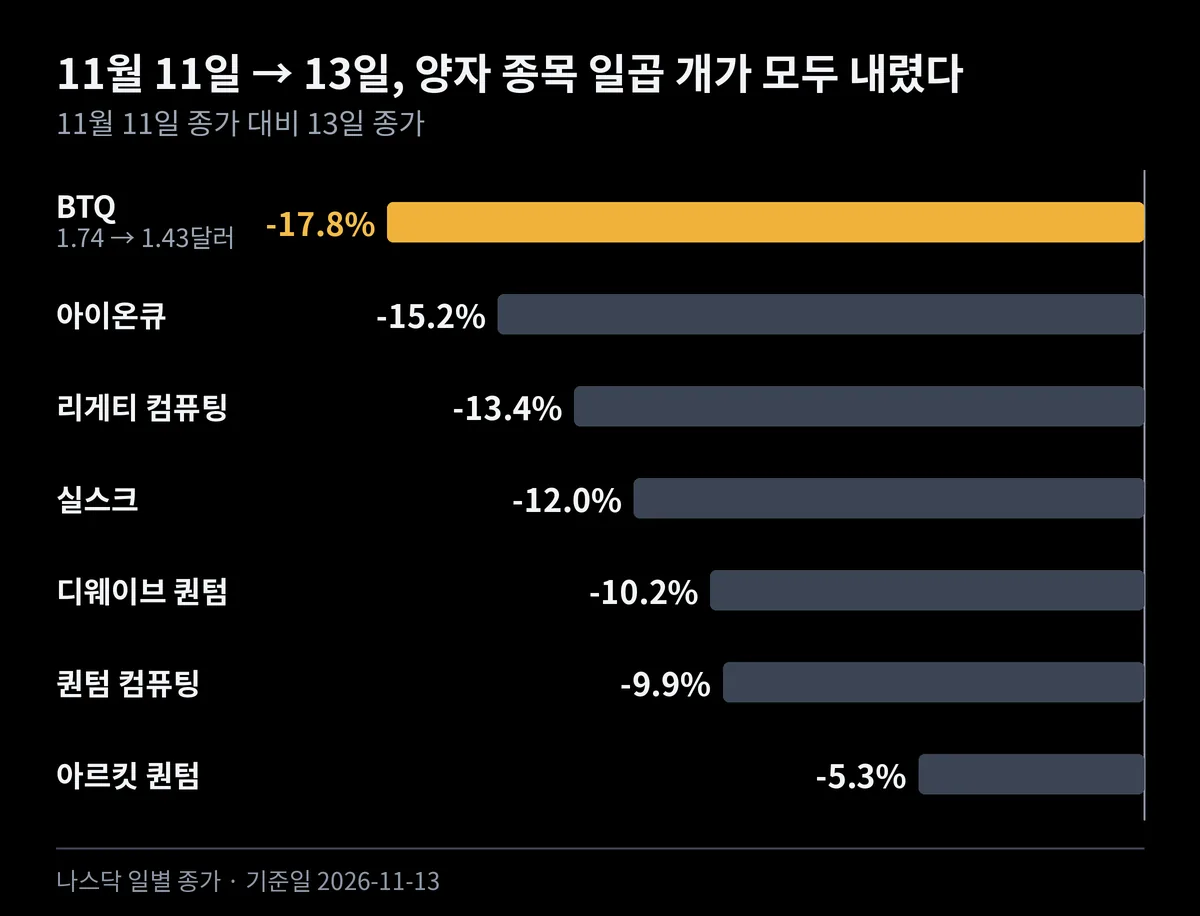 11월 11일 → 13일, 양자 종목 일곱 개가 모두 내렸다
11월 11일 종가 대비 13일 종가
BTQ
1.74 → 1.43달러
-17.8%
아이온큐
-15.2%
리게티 컴퓨팅
-13.4%
실스크
-12.0%
디웨이브 퀀텀
-10.2%
퀀텀 컴퓨팅
-9.9%
아르킷 퀀텀
-5.3%
나스닥 일별 종가 · 기준일 2026-11-13